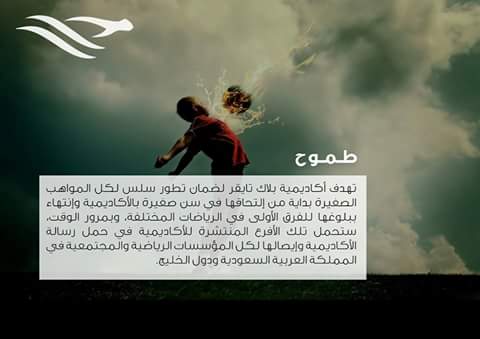 طموح
تهدف أكاديمية بلاك تايقر لضمان تطور سلس لكل المواهب
الصغيرة بداية من إلتحاقها في سن صغيرة بالأكاديمية وإنتهاء
ببلوغها للفرق الأولى في الرياضات المختلفة، وبمرور الوقت،
ستحمل تلك الأفرع المنتشرة للأكاديمية في حمل رسالة
الأكاديمية وإيصالها لكل المؤسسات الرياضية والمجتمعية في
المملكة العربية السعودية ودول الخليج.